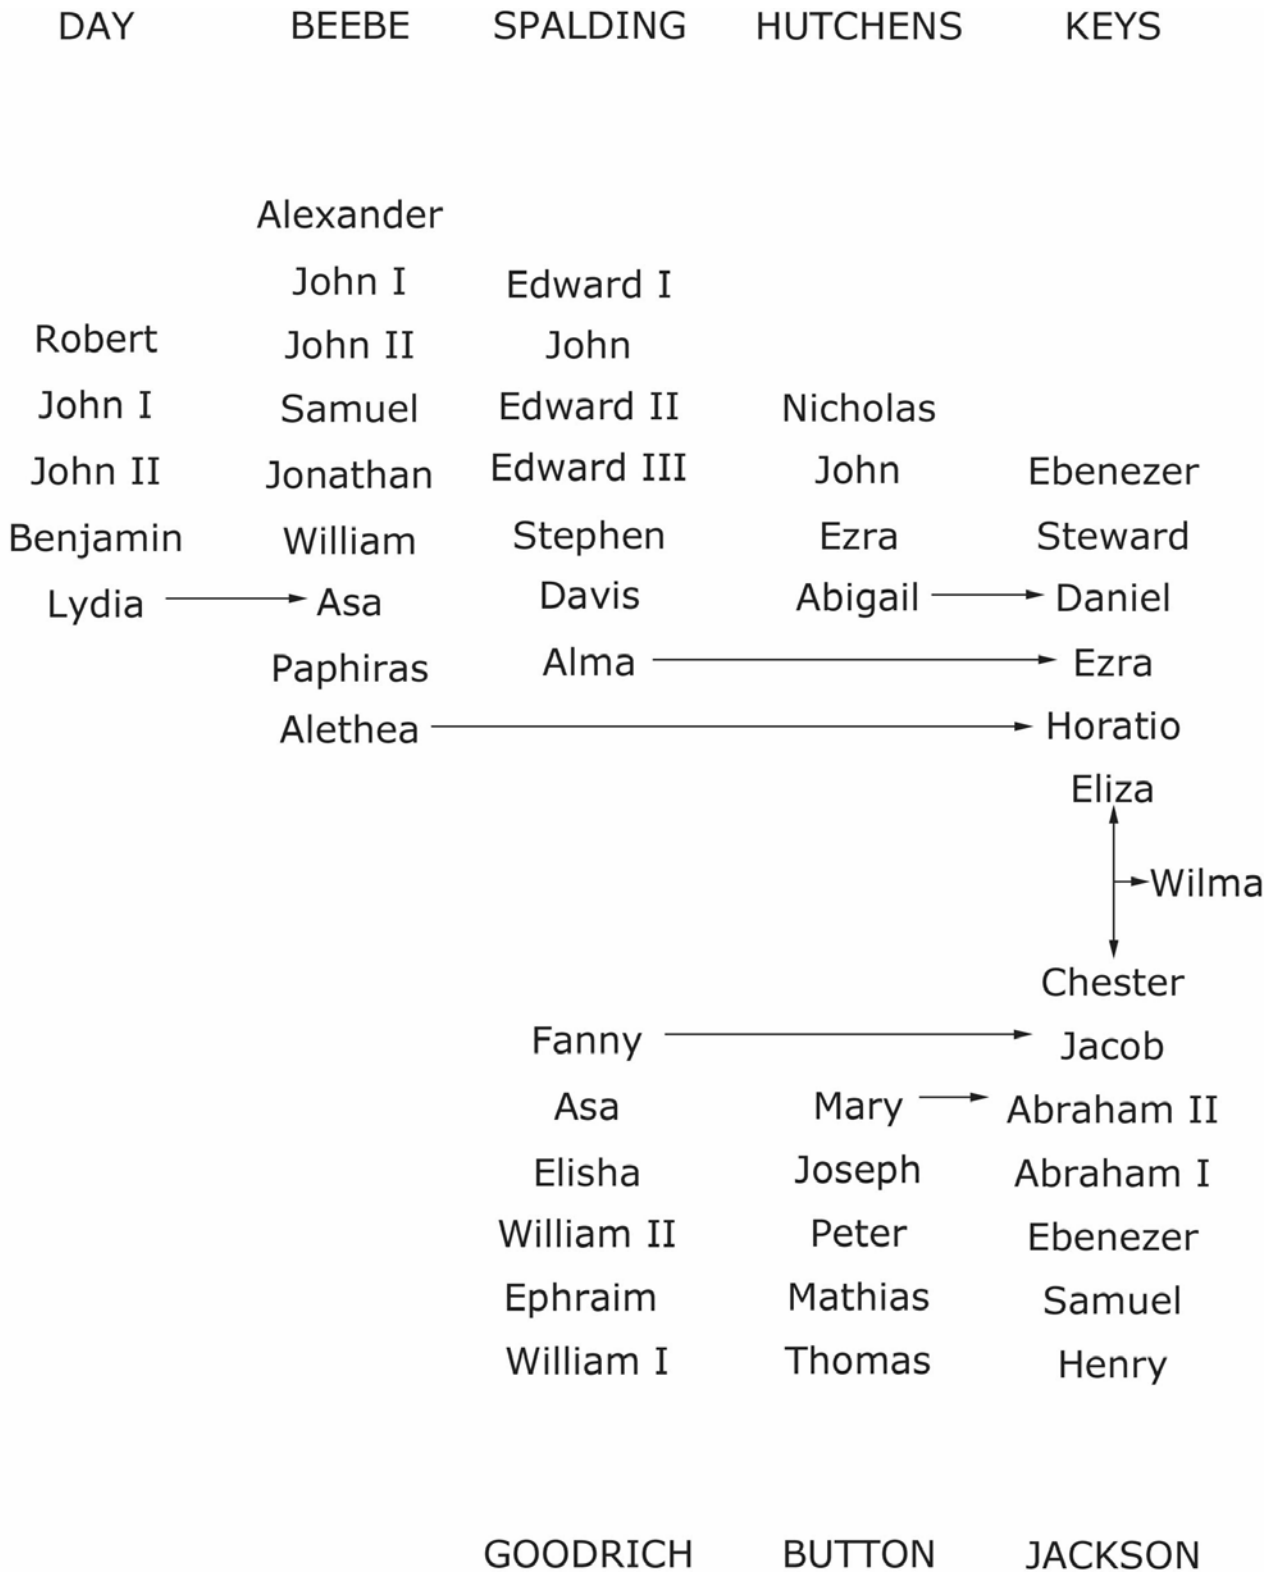 DAY BEEBE SPALDING HUTCHENS KEYS
Alexander
John I Edward I
Robert John II John
John I Samuel Edward II Nicholas
John II Jonathan Edward III John Ebenezer
Benjamin William Stephen Ezra Steward
Lydia Asa Davis Abigail Daniel
Paphiras Alma Ezra
Alethea Horatio
Eliza
Wilma
Chester
Fanny Jacob
Asa Mary Abraham II
Elisha Joseph Abraham I
William II Peter Ebenezer
Ephraim Mathias Samuel
William I Thomas Henry
GOODRICH BUTTON JACKSON